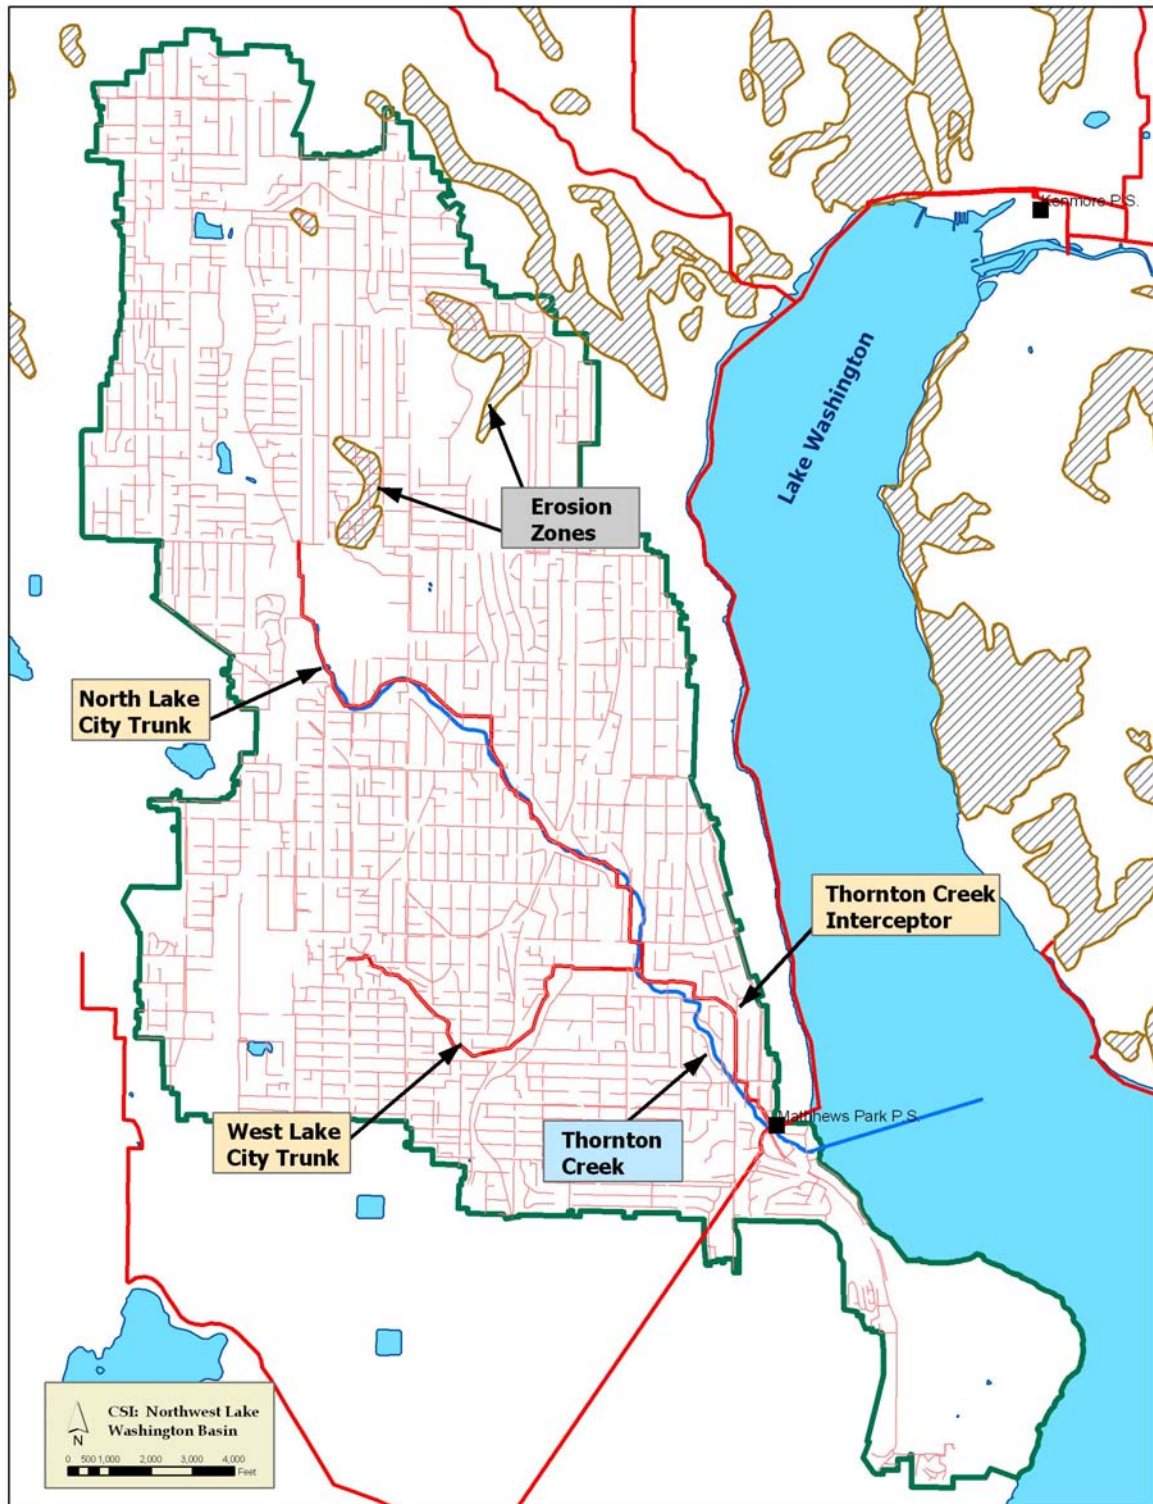 Kenmore P.S.
Lake Washington
Erosion
Zones
North Lake
City Trunk
Thornton Creek
Interceptor
Matthews Park P.S.
West Lake
City Trunk
Thornton
Creek
CSI: Northwest Lake
Washington Basin
N
0 500 1,000 2,000 3,000 4,000
Feet